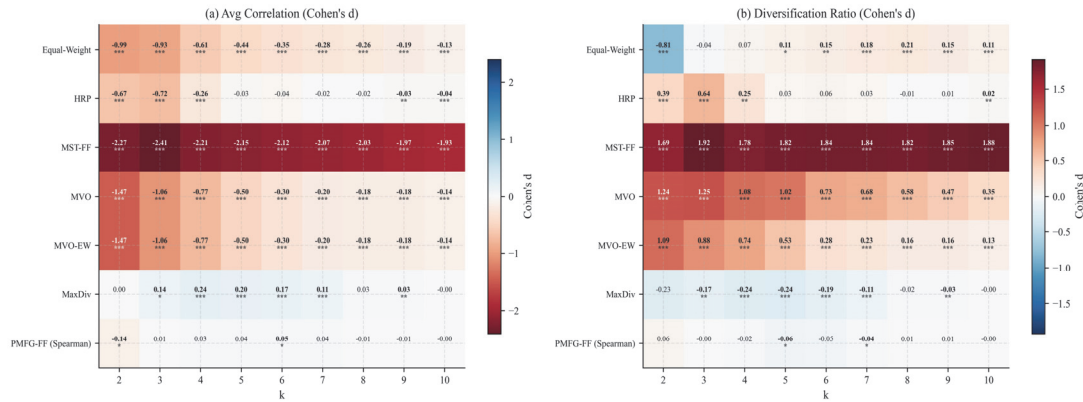 (a) Avg Correlation (Cohen's d)
Equal-Weight -0.99 -0.93 -0.61 -0.44 -0.35 -0.28 -0.26 -0.19 -0.13
*** *** *** *** *** *** *** *** ***
HRP -0.67 -0.72 -0.26 -0.03 -0.04 -0.02 -0.02 -0.03 -0.04
*** *** *** ** ***
MST-FF -2.27 -2.41 -2.21 -2.15 -2.12 -2.07 -2.03 -1.97 -1.93
*** *** *** *** *** *** *** *** ***
MVO -1.47 -1.06 -0.77 -0.50 -0.30 -0.20 -0.18 -0.18 -0.14
*** *** *** *** *** *** *** *** ***
MVO-EW -1.47 -1.06 -0.77 -0.50 -0.30 -0.20 -0.18 -0.18 -0.14
*** *** *** *** *** *** *** *** ***
MaxDiv 0.00 0.14 0.24 0.20 0.17 0.11 0.03 0.03 -0.00
* *** *** *** *** **
PMFG-FF (Spearman) -0.14 0.01 0.03 0.04 0.05 0.01 -0.01 -0.01 -0.00
* *
2 3 4 5 6 7 8 9 10
k
2
1
0
−1
−2
Cohen's d
(b) Diversification Ratio (Cohen's d)
Equal-Weight -0.81 -0.04 0.07 0.11 0.15 0.18 0.21 0.15 0.11
*** * ** *** *** *** ***
HRP 0.39 0.64 0.25 0.03 0.06 0.03 -0.01 0.01 0.02
*** *** ** **
MST-FF 1.69 1.92 1.78 1.82 1.84 1.84 1.82 1.85 1.88
*** *** *** *** *** *** *** *** ***
MVO 1.24 1.25 1.08 1.02 0.73 0.68 0.58 0.47 0.35
*** *** *** *** *** *** *** *** ***
MVO-EW 1.09 0.88 0.74 0.53 0.28 0.23 0.16 0.16 0.13
*** *** *** *** *** *** *** *** ***
MaxDiv -0.23 -0.17 -0.24 -0.24 -0.19 -0.11 -0.02 -0.03 -0.00
** *** *** *** *** **
PMFG-FF (Spearman) 0.06 -0.00 -0.02 -0.06 -0.03 -0.04 0.01 0.01 -0.00
* *
2 3 4 5 6 7 8 9 10
k
1.5
1.0
0.5
0.0
−0.5
−1.0
−1.5
Cohen's d